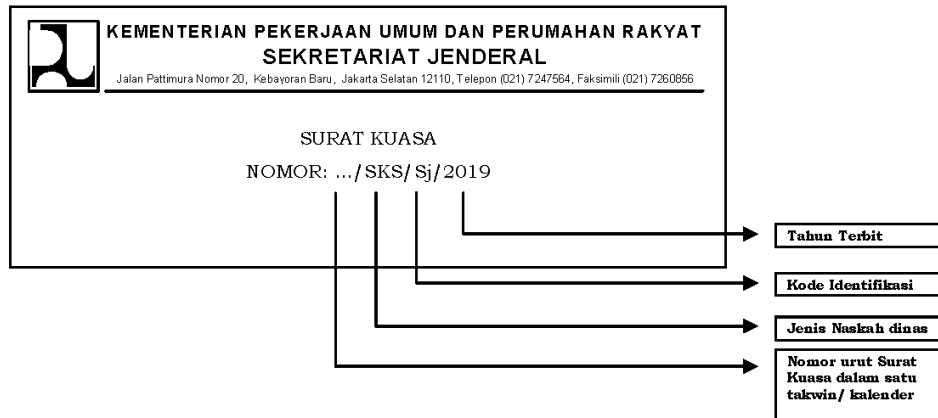 KEMENTERIAN PEKERJAAN UMUM DAN PERUMAHAN RAKYAT
SEKRETARIAT JENDERAL
Jalan Pattimura Nomor 20, Kebayoran Baru, Jakarta Selatan 12110, Telepon (021) 7247564, Faksimili (021) 7260856
SURAT KUASA
NOMOR: .../SKS/Sj/2019
Tahun Terbit
Kode Identifikasi
Jenis Naskah dinas
Nomor urut Surat
Kuasa dalam satu
takwin/ kalender